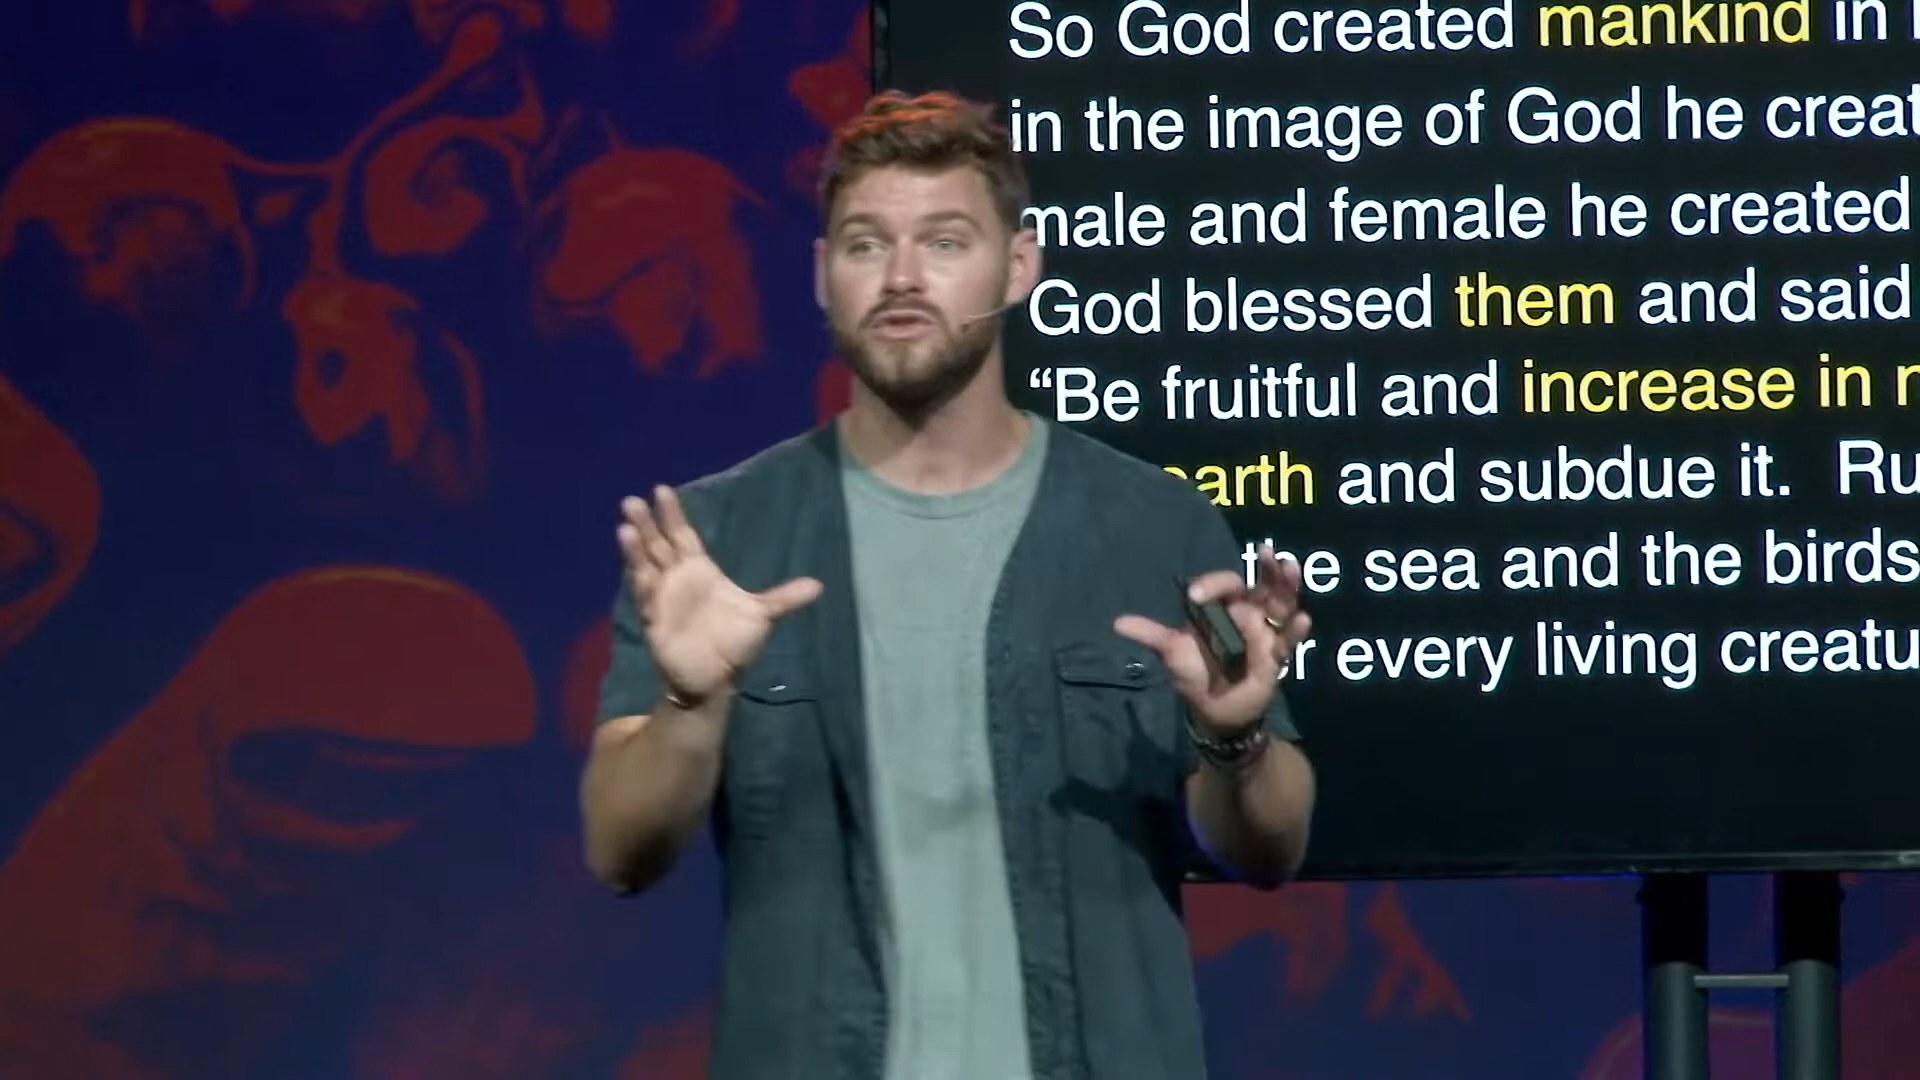 So God created mankind in
in the image of God he creat
male and female he created
God blessed them and said
“Be fruitful and increase in
earth and subdue it. Ru
the sea and the birds
er every living creatu